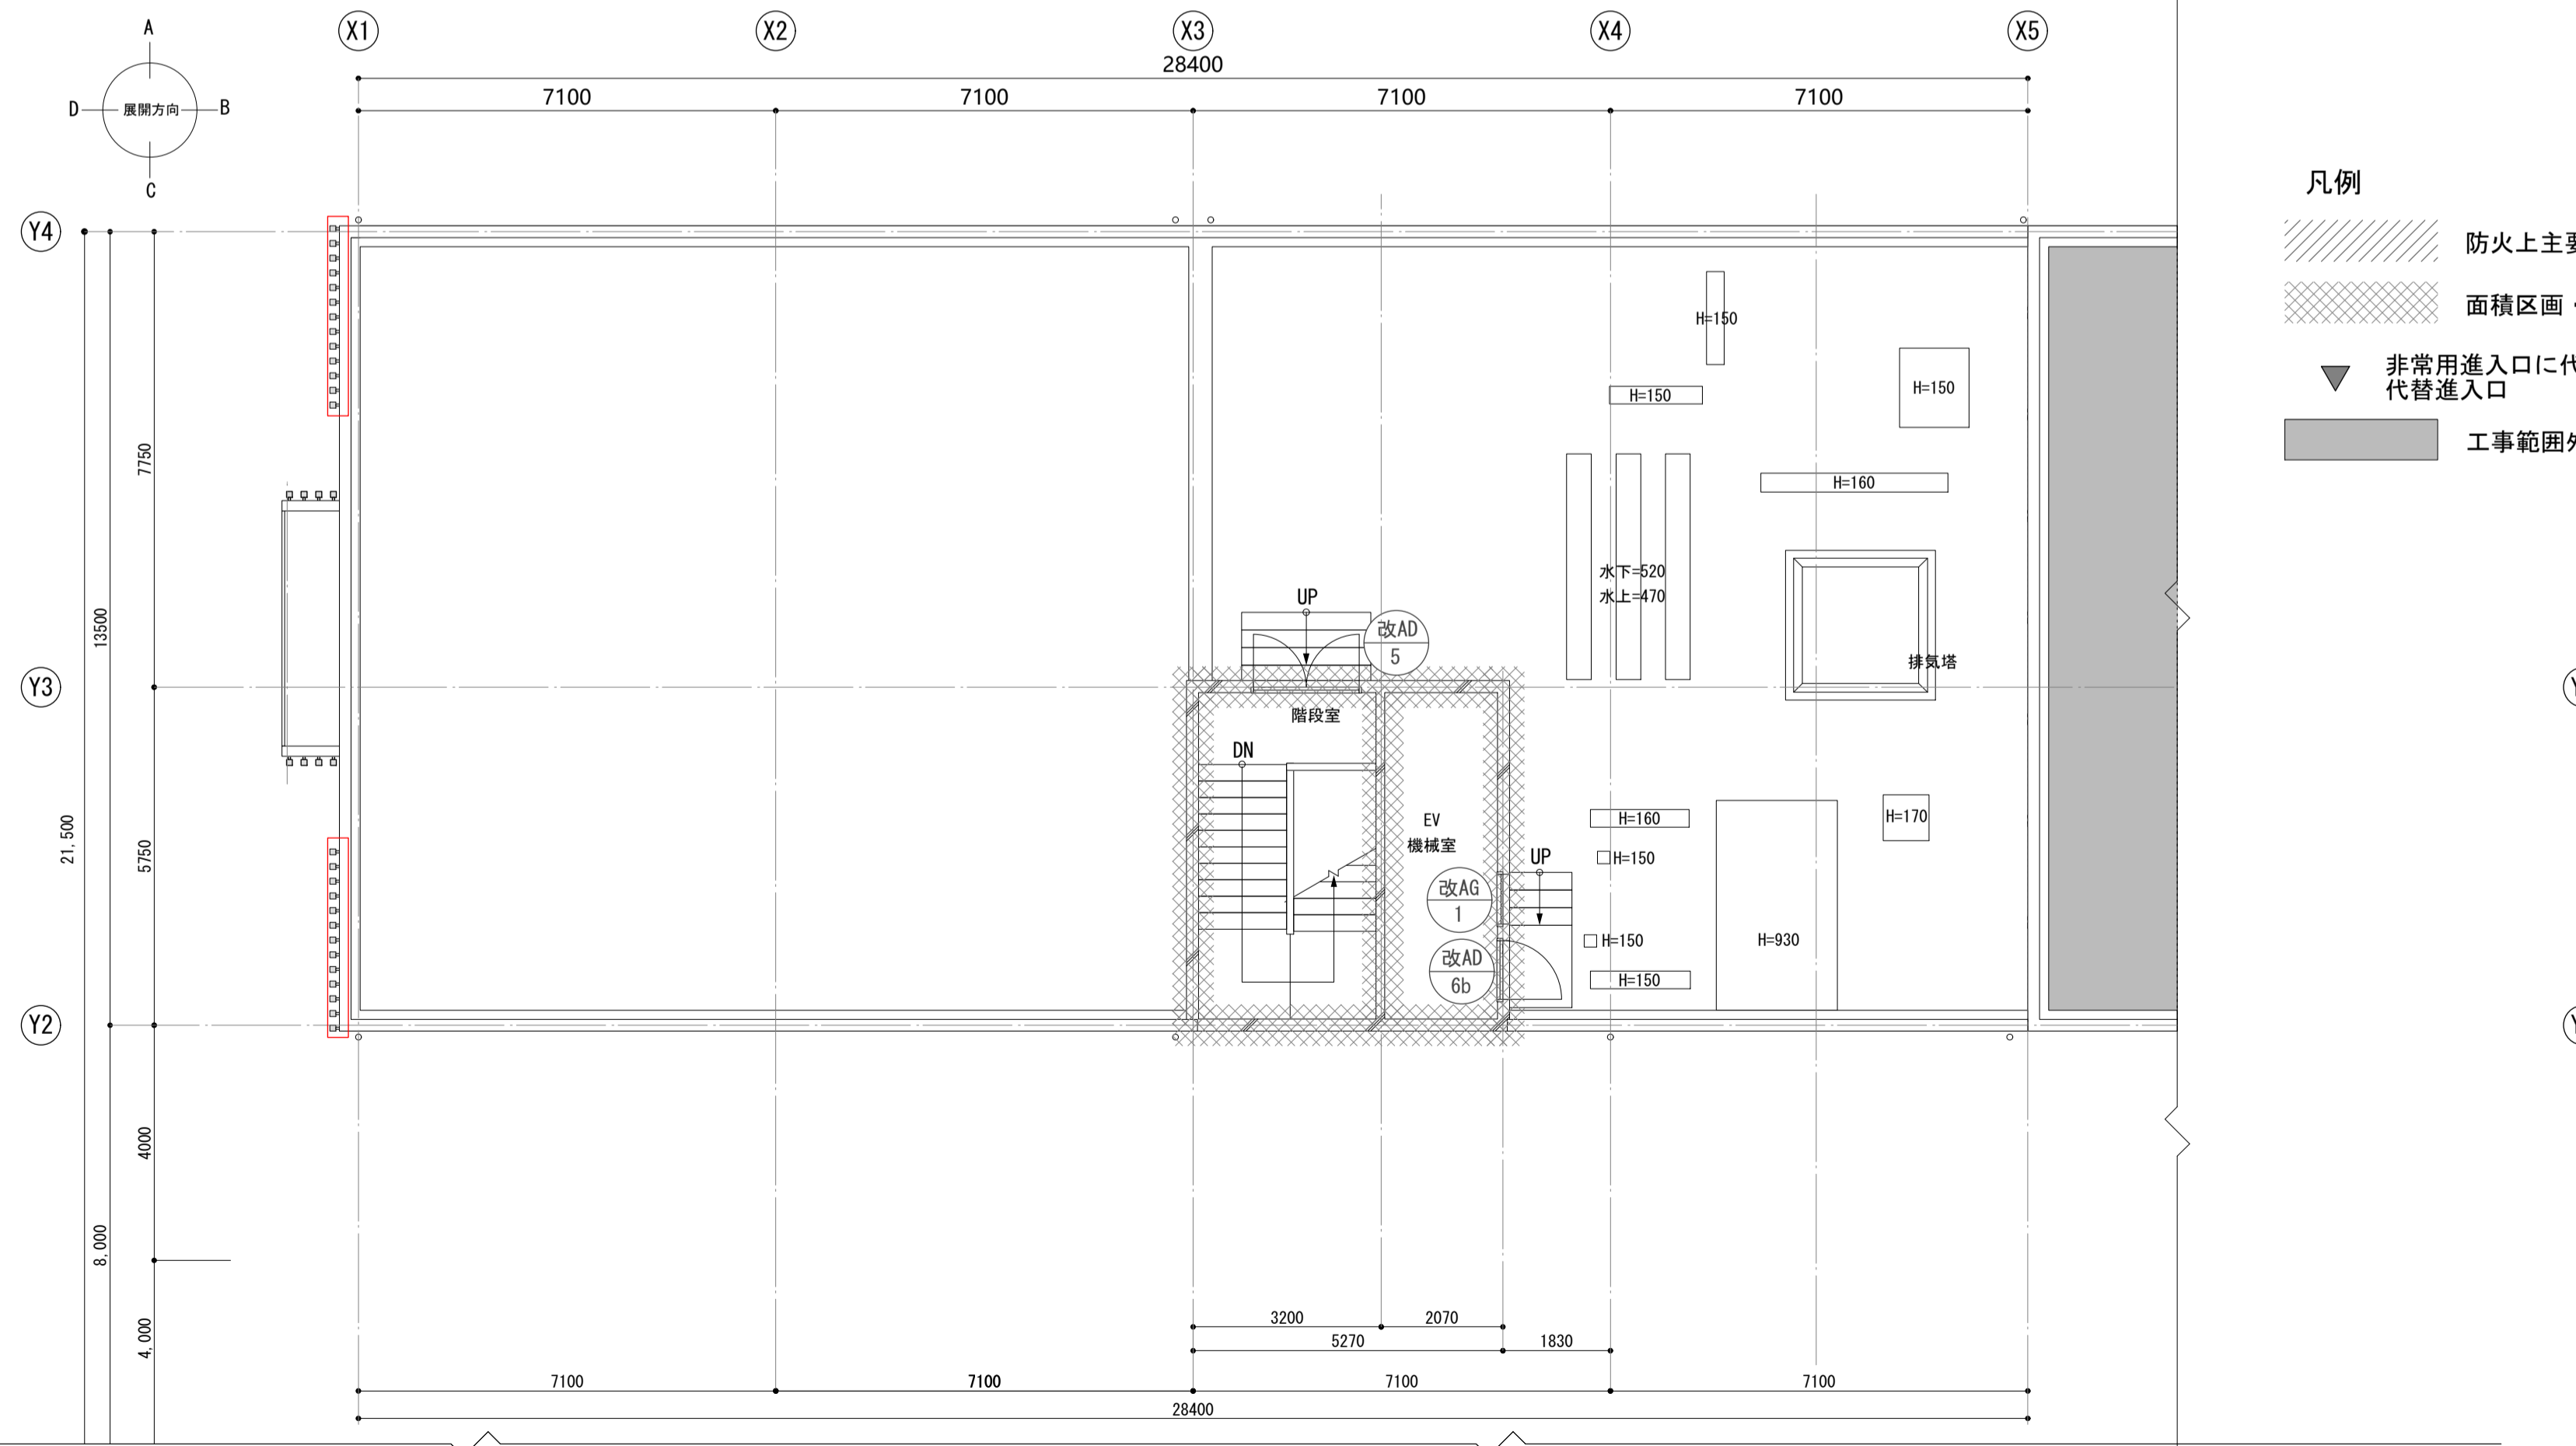 X1
X2
X3
X4
X5
28400
7100
7100
7100
7100
A
D
展開方向
B
C
凡例
防火上主要
面積区画・
非常用進入口に代
代替進入口
工事範囲外
Y4
Y3
Y2
7750
13500
21,500
5750
4000
8,000
4,000
H=150
H=150
H=150
H=160
水下=520
水上=470
排気塔
UP
改AD
5
階段室
DN
EV
機械室
改AG
1
改AD
6b
UP
H=160
H=150
H=150
H=150
H=930
H=170
3200
2070
5270
1830
7100
7100
7100
7100
28400